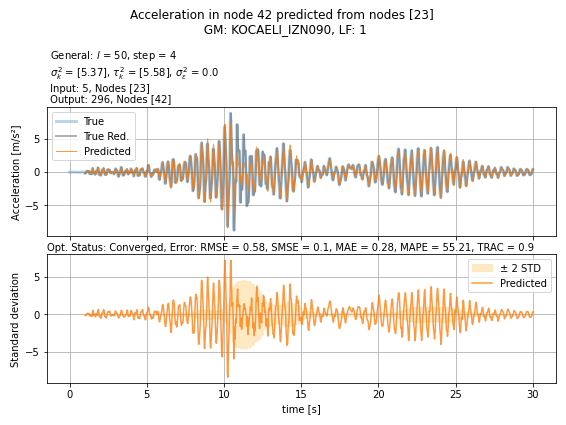 Acceleration in node 42 predicted from nodes [23]
GM: KOCAELI_IZN090, LF: 1
General: l = 50, step = 4
σ²ₖ = [5.37], τ²ₖ = [5.58], σ²ε = 0.0
Input: 5, Nodes [23]
Output: 296, Nodes [42]
True
True Red.
Predicted
Acceleration [m/s²]
5
0
−5
Opt. Status: Converged, Error: RMSE = 0.58, SMSE = 0.1, MAE = 0.28, MAPE = 55.21, TRAC = 0.9
± 2 STD
Predicted
Standard deviation
5
0
−5
0 5 10 15 20 25 30
time [s]